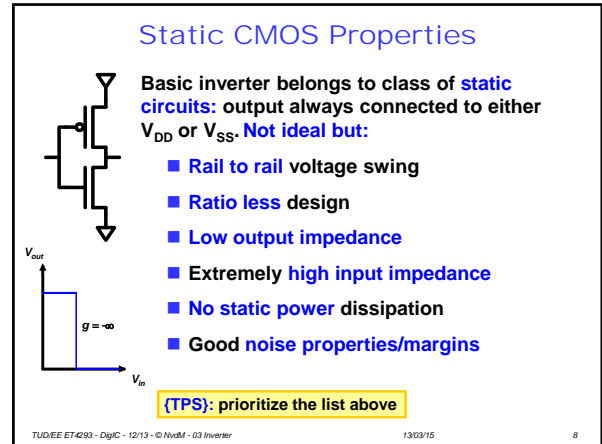 Static CMOS Properties
Basic inverter belongs to class of static
circuits: output always connected to either
VDD or VSS. Not ideal but:
Rail to rail voltage swing
Ratio less design
Low output impedance
Extremely high input impedance
No static power dissipation
Good noise properties/margins
Vout
g = -∞
Vin
{TPS}: prioritize the list above
TUD/EE ET4293 - DigIC - 12/13 - © NvdM - 03 Inverter
13/03/15
8